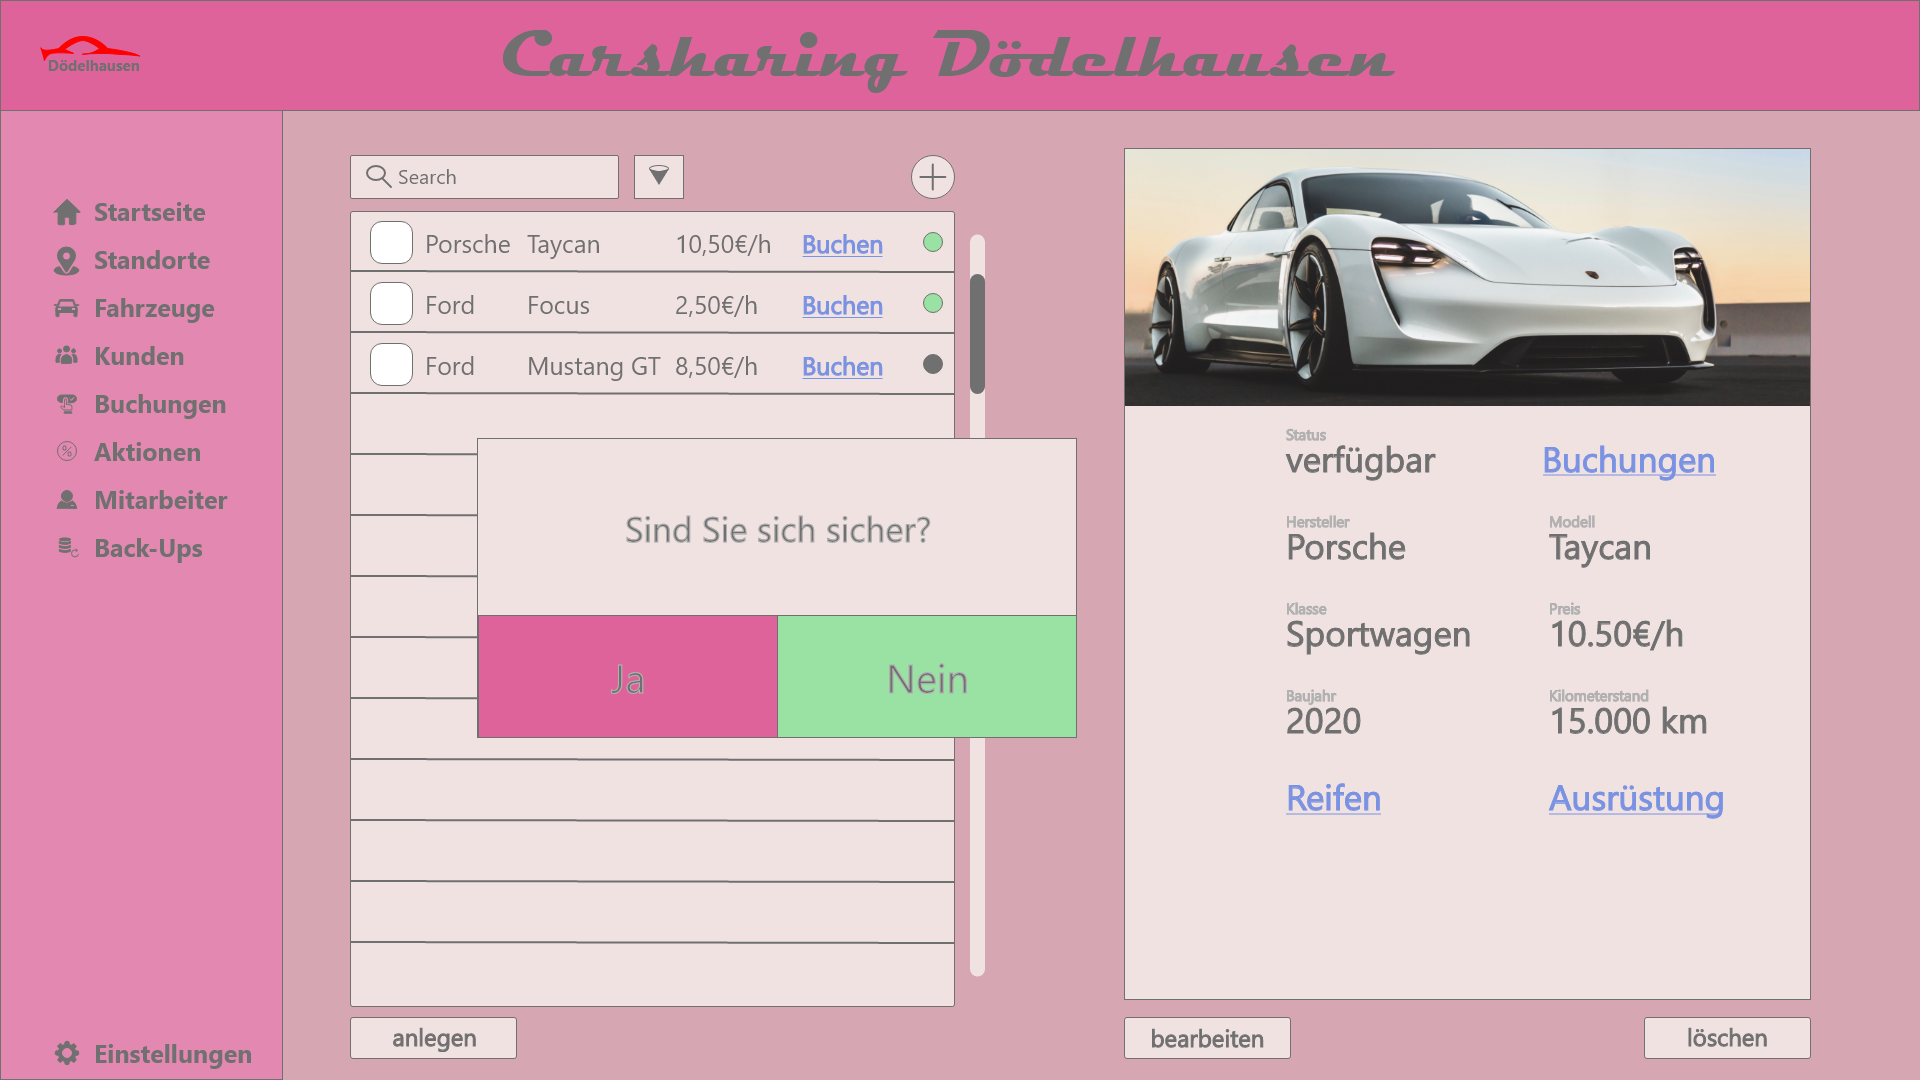 Dödelhausen
Carsharing Dödelhausen
Startseite
Standorte
Fahrzeuge
Kunden
Buchungen
Aktionen
Mitarbeiter
Back-Ups
Einstellungen
Search
Porsche Taycan 10,50€/h Buchen
Ford Focus 2,50€/h Buchen
Ford Mustang GT 8,50€/h Buchen
Sind Sie sich sicher?
Ja Nein
anlegen
Status
verfügbar Buchungen
Hersteller Modell
Porsche Taycan
Klasse Preis
Sportwagen 10.50€/h
Baujahr Kilometerstand
2020 15.000 km
Reifen Ausrüstung
bearbeiten löschen